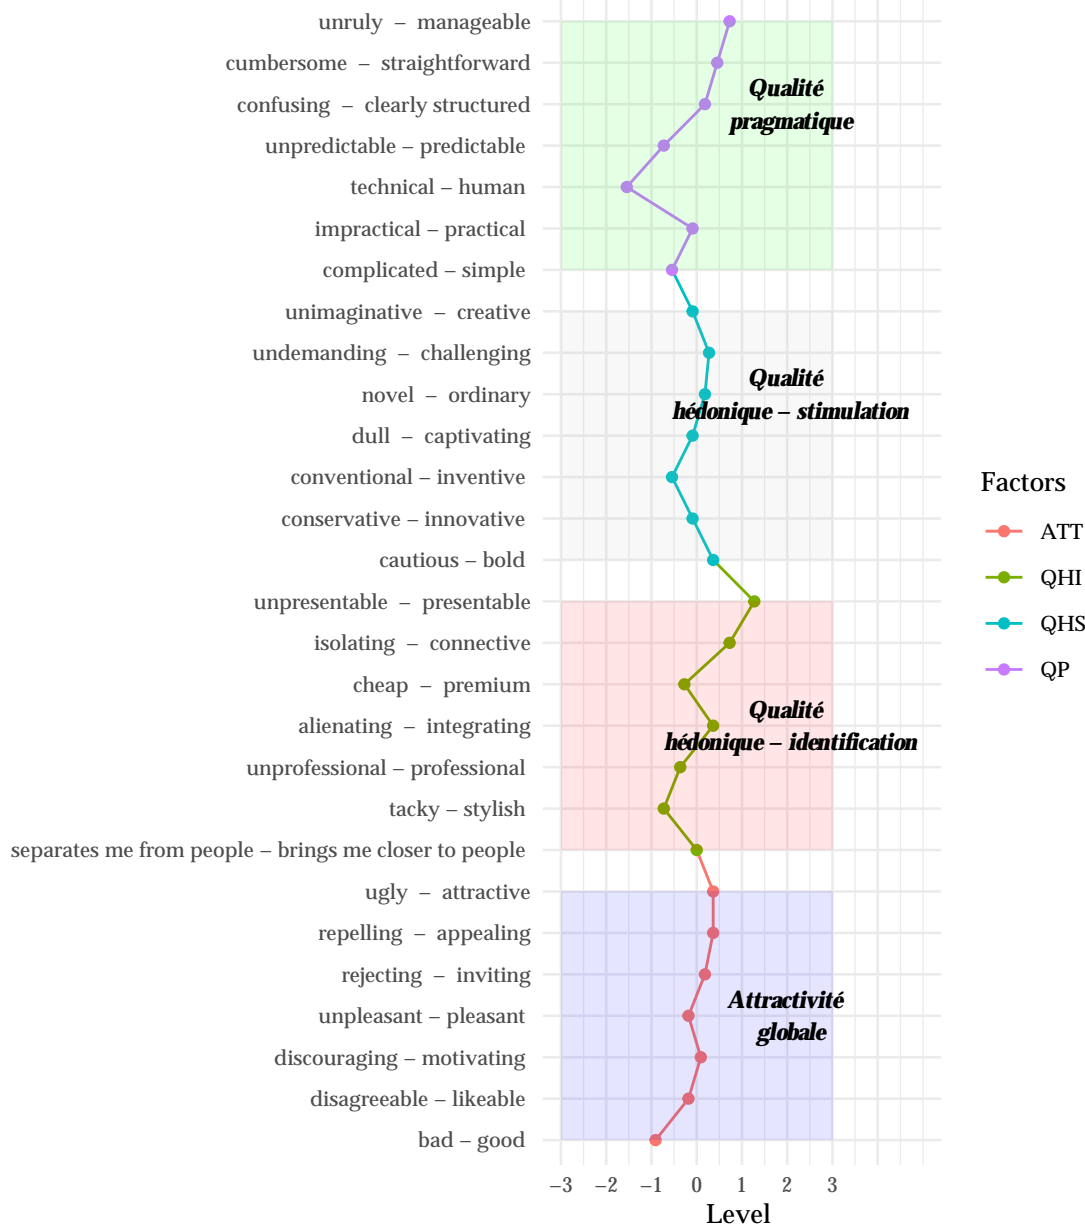 unruly – manageable
cumbersome – straightforward
confusing – clearly structured
unpredictable – predictable
technical – human
impractical – practical
complicated – simple
unimaginative – creative
undemanding – challenging
novel – ordinary
dull – captivating
conventional – inventive
conservative – innovative
cautious – bold
unpresentable – presentable
isolating – connective
cheap – premium
alienating – integrating
unprofessional – professional
tacky – stylish
separates me from people – brings me closer to people
ugly – attractive
repelling – appealing
rejecting – inviting
unpleasant – pleasant
discouraging – motivating
disagreeable – likeable
bad – good
Qualité
pragmatique
Qualité
hédonique – stimulation
Qualité
hédonique – identification
Attractivité
globale
−3 −2 −1 0 1 2 3
Level
Factors
ATT
QHI
QHS
QP